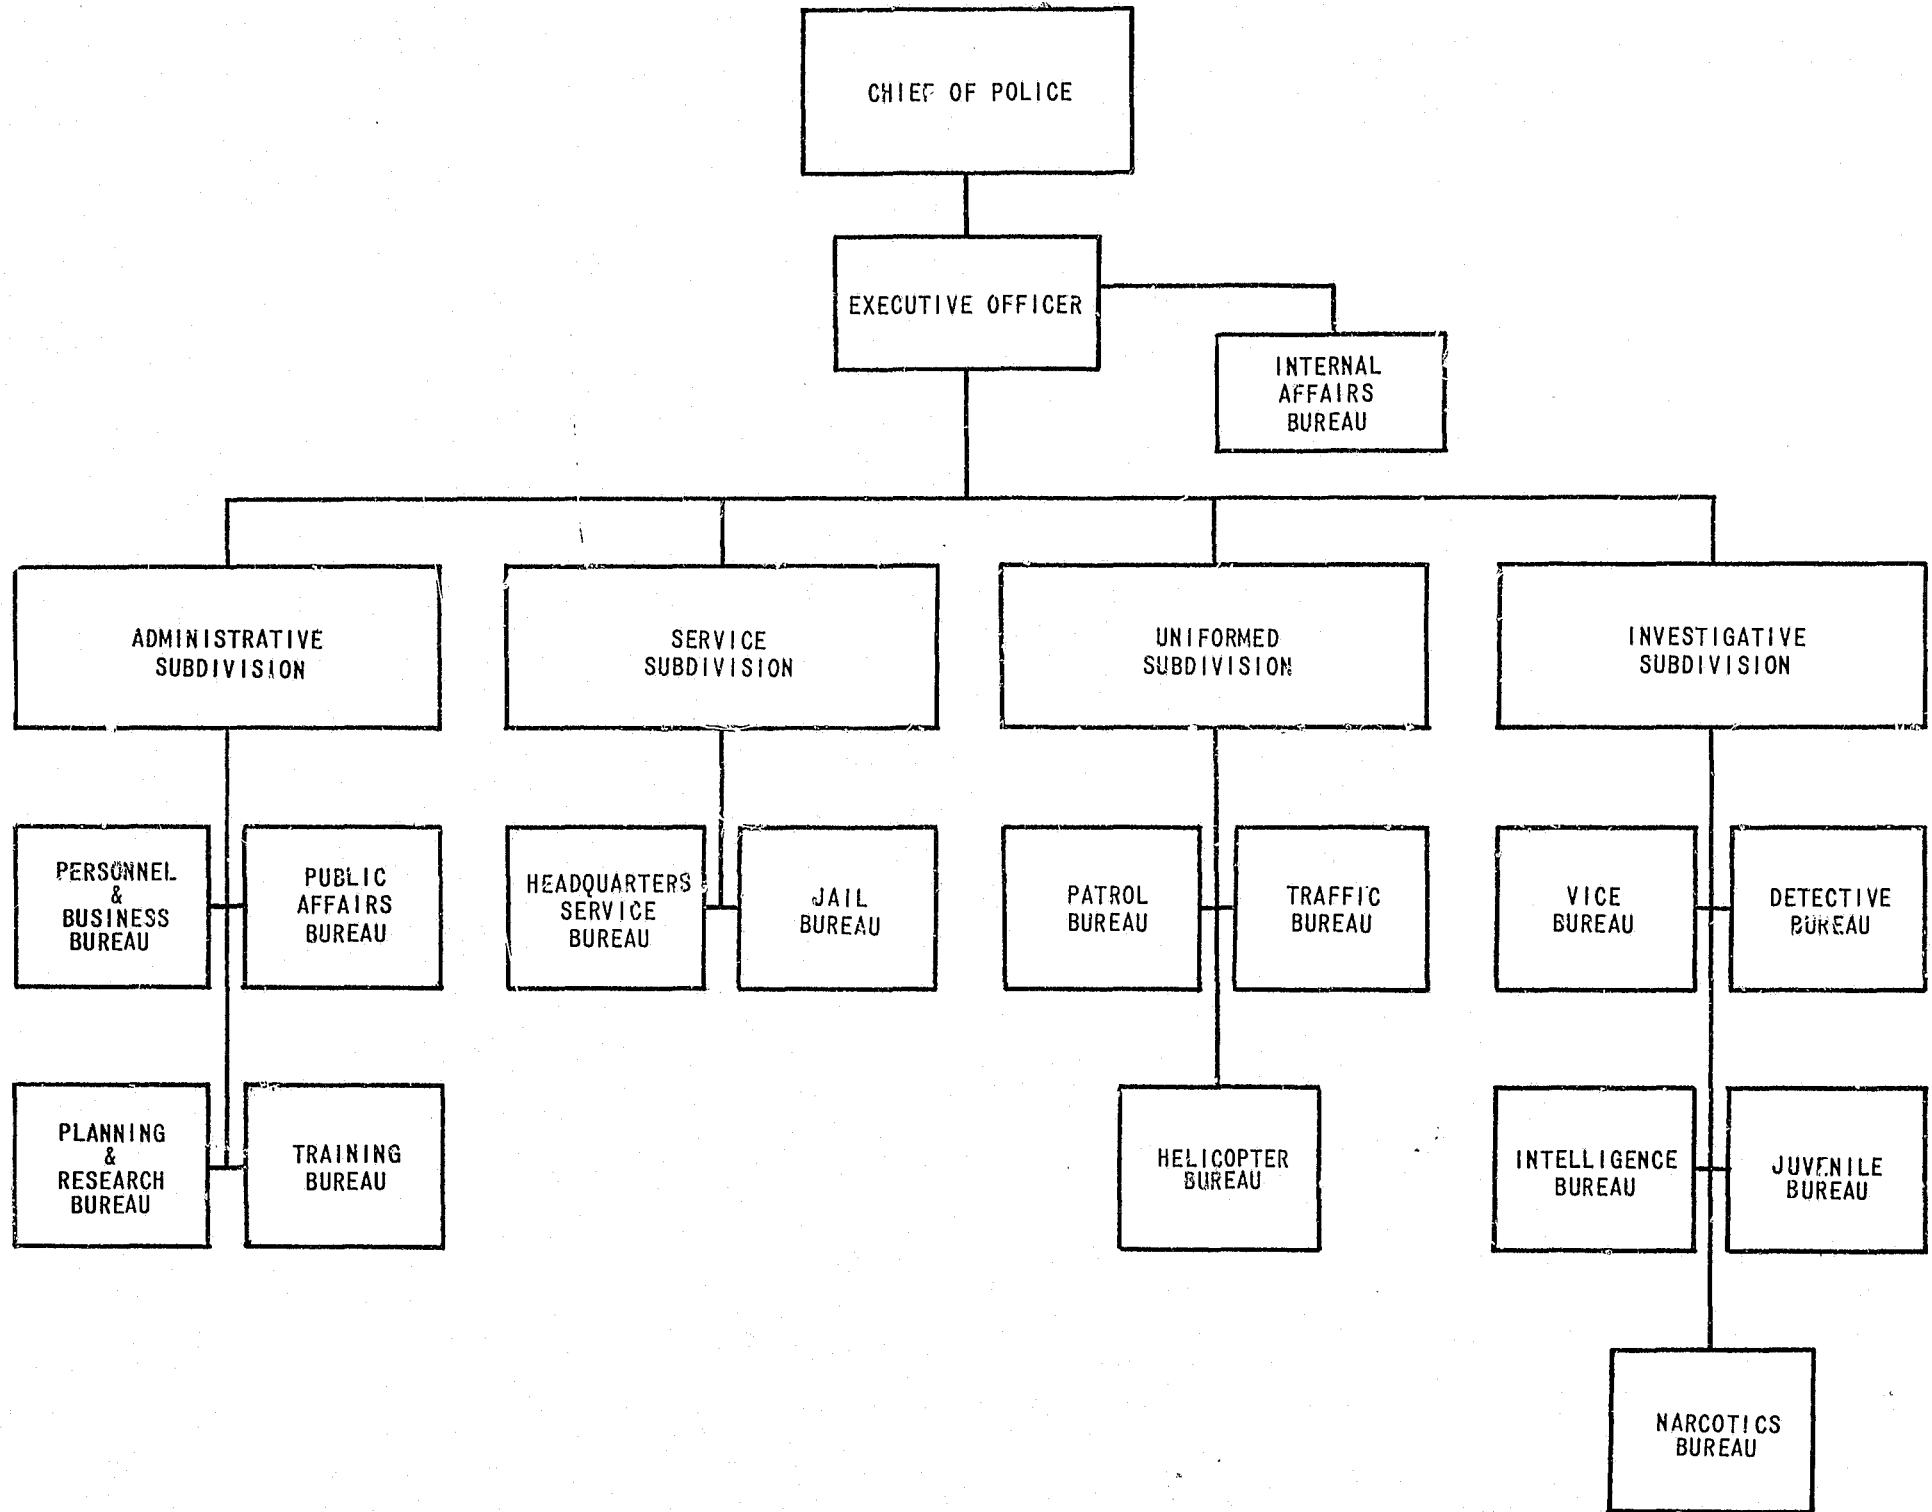 CHIEF OF POLICE
EXECUTIVE OFFICER
INTERNAL
AFFAIRS
BUREAU
ADMINISTRATIVE
SUBDIVISION
SERVICE
SUBDIVISION
UNIFORMED
SUBDIVISION
INVESTIGATIVE
SUBDIVISION
PERSONNEL
&
BUSINESS
BUREAU
PUBLIC
AFFAIRS
BUREAU
HEADQUARTERS
SERVICE
BUREAU
JAIL
BUREAU
PATROL
BUREAU
TRAFFIC
BUREAU
VICE
BUREAU
DETECTIVE
BUREAU
PLANNING
&
RESEARCH
BUREAU
TRAINING
BUREAU
HELICOPTER
BUREAU
INTELLIGENCE
BUREAU
JUVENILE
BUREAU
NARCOTICS
BUREAU